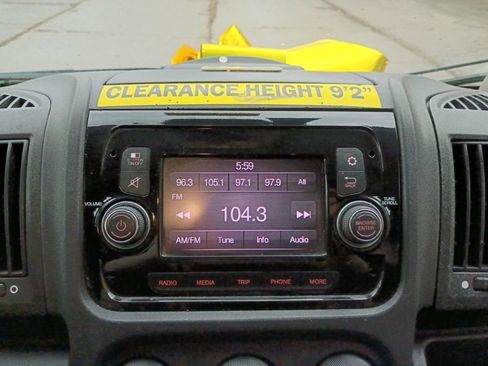 CLEARANCE HEIGHT 9'2"
5:59
96.3 105.1 97.1 97.9 All
FM
104.3
AM/FM Tune Info Audio
VOLUME
TUNE
SCROLL
BROWSE
ENTER
RADIO MEDIA TRIP PHONE MORE